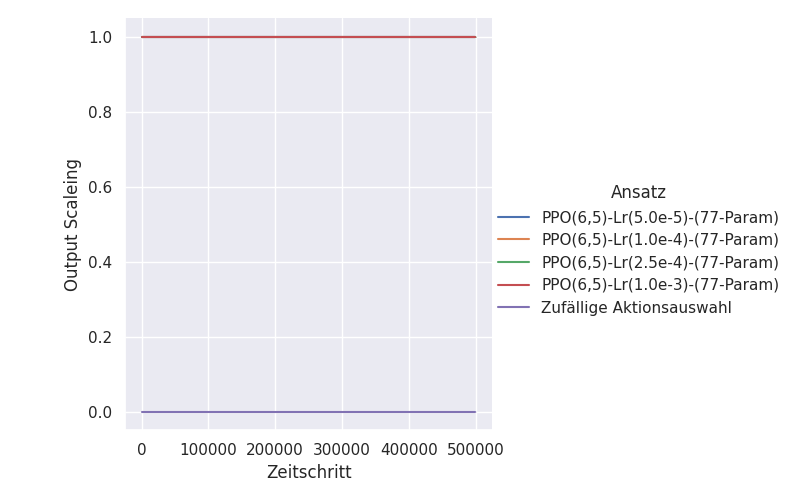 1.0
0.8
0.6
0.4
0.2
0.0
Output Scaleing
0 100000 200000 300000 400000 500000
Zeitschritt
Ansatz
PPO(6,5)-Lr(5.0e-5)-(77-Param)
PPO(6,5)-Lr(1.0e-4)-(77-Param)
PPO(6,5)-Lr(2.5e-4)-(77-Param)
PPO(6,5)-Lr(1.0e-3)-(77-Param)
Zufällige Aktionsauswahl